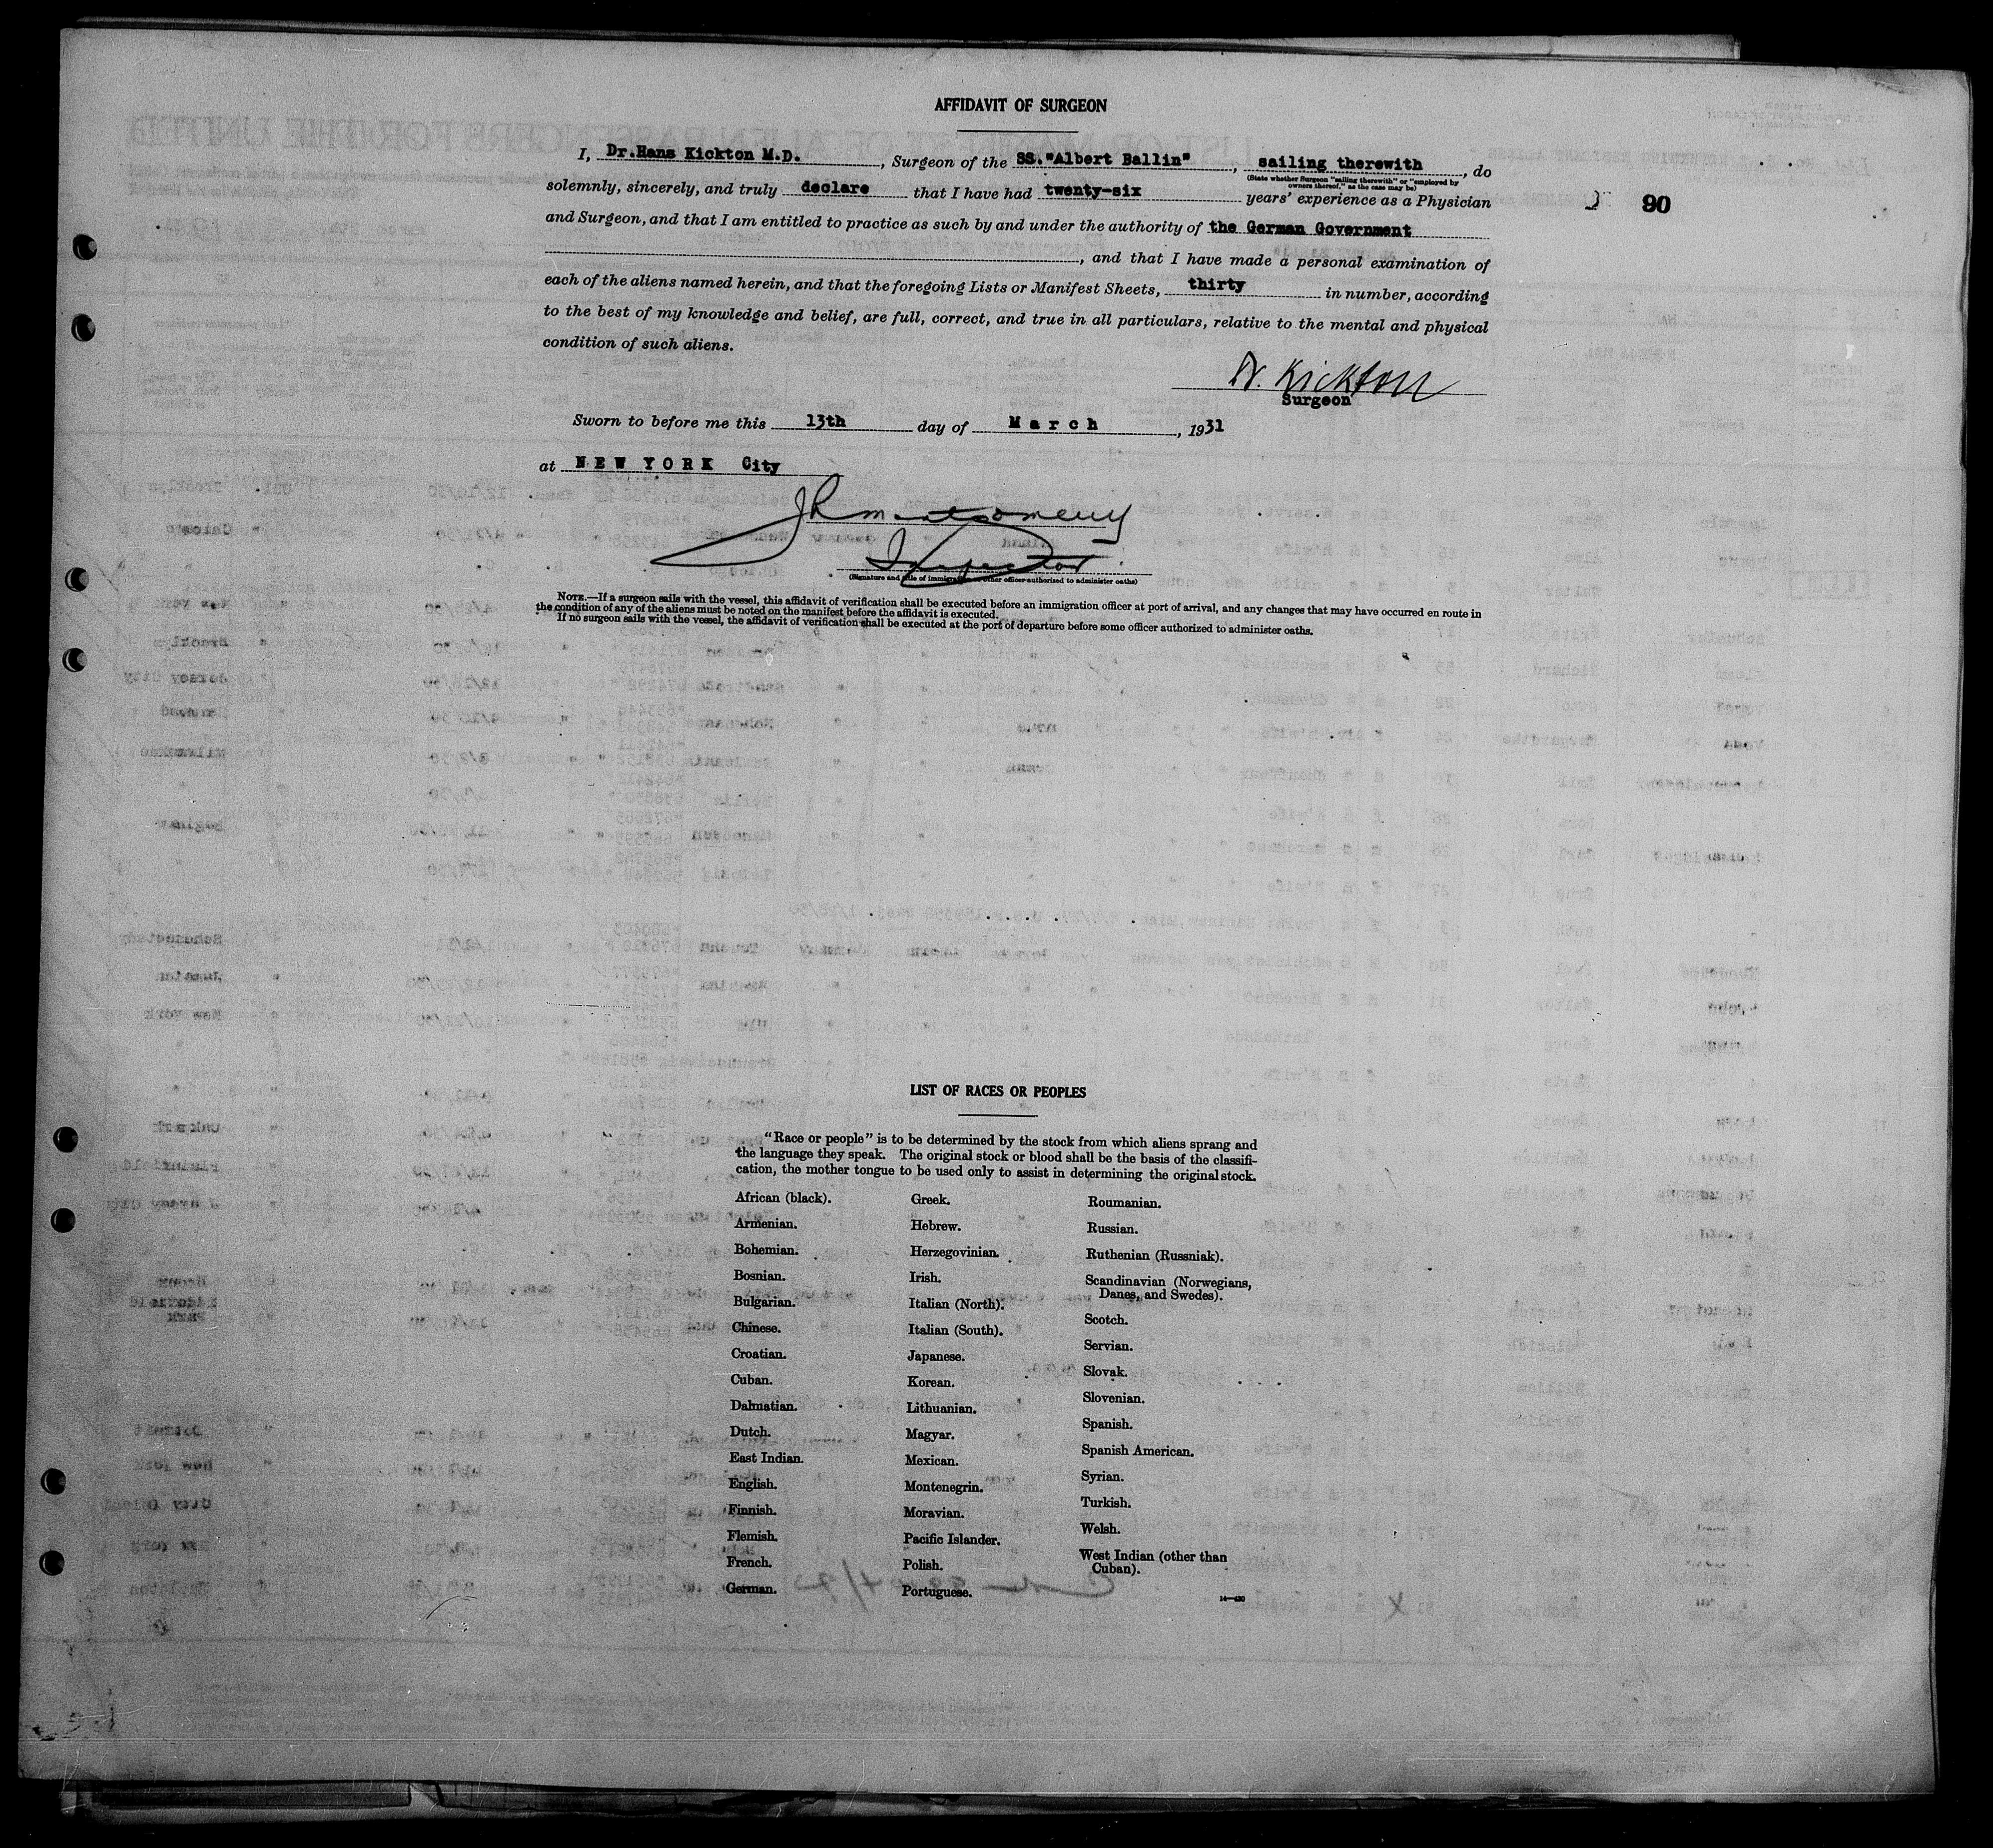 AFFIDAVIT OF SURGEON
I, Dr.Hans Kickton M.D., Surgeon of the SS."Albert Ballin", sailing therewith, do
(State whether Surgeon "sailing therewith" or "employed by
owners thereof," as the case may be)
solemnly, sincerely, and truly declare that I have had twenty-six years' experience as a Physician
90
and Surgeon, and that I am entitled to practice as such by and under the authority of the German Government
, and that I have made a personal examination of
each of the aliens named herein, and that the foregoing Lists or Manifest Sheets, thirty in number, according
to the best of my knowledge and belief, are full, correct, and true in all particulars, relative to the mental and physical
condition of such aliens.
Dr. Kickton
Surgeon
Sworn to before me this 13th day of March, 1931
at NEW YORK City
JR Montgomery
Inspector
(Signature and title of immigration or other officer authorized to administer oaths)
NOTE.—If a surgeon sails with the vessel, this affidavit of verification shall be executed before an immigration officer at port of arrival, and any changes that may have occurred en route in
the condition of any of the aliens must be noted on the manifest before the affidavit is executed.
If no surgeon sails with the vessel, the affidavit of verification shall be executed at the port of departure before some officer authorized to administer oaths.
LIST OF RACES OR PEOPLES
"Race or people" is to be determined by the stock from which aliens sprang and
the language they speak. The original stock or blood shall be the basis of the classifi-
cation, the mother tongue to be used only to assist in determining the original stock.
African (black).
Armenian.
Bohemian.
Bosnian.
Bulgarian.
Chinese.
Croatian.
Cuban.
Dalmatian.
Dutch.
East Indian.
English.
Finnish.
Flemish.
French.
German.
Greek.
Hebrew.
Herzegovinian.
Irish.
Italian (North).
Italian (South).
Japanese.
Korean.
Lithuanian.
Magyar.
Mexican.
Montenegrin.
Moravian.
Pacific Islander.
Polish.
Portuguese.
Roumanian.
Russian.
Ruthenian (Russniak).
Scandinavian (Norwegians,
Danes, and Swedes).
Scotch.
Servian.
Slovak.
Slovenian.
Spanish.
Spanish American.
Syrian.
Turkish.
Welsh.
West Indian (other than
Cuban).